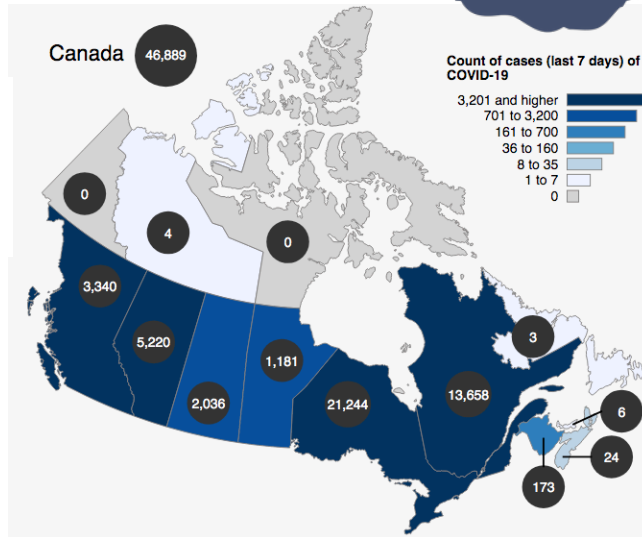 Canada 46,889
Count of cases (last 7 days) of
COVID-19
3,201 and higher
701 to 3,200
161 to 700
36 to 160
8 to 35
1 to 7
0
0
4
0
3,340
5,220
2,036
1,181
21,244
13,658
3
6
24
173